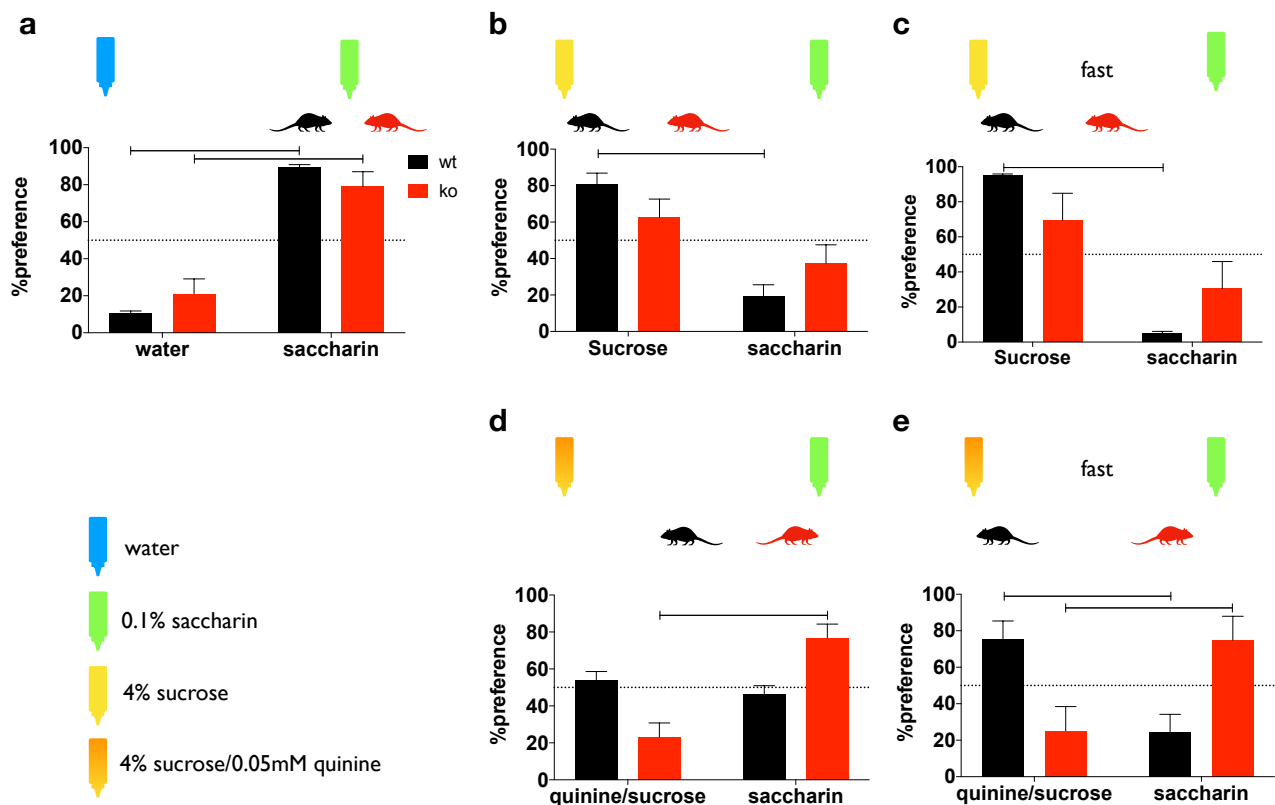 a
%preference
100
80
60
40
20
0
water
saccharin
wt
ko
b
%preference
100
80
60
40
20
0
Sucrose
saccharin
c
fast
%preference
100
80
60
40
20
0
Sucrose
saccharin
water
0.1% saccharin
4% sucrose
4% sucrose/0.05mM quinine
d
%preference
100
80
60
40
20
0
quinine/sucrose
saccharin
e
fast
%preference
100
80
60
40
20
0
quinine/sucrose
saccharin